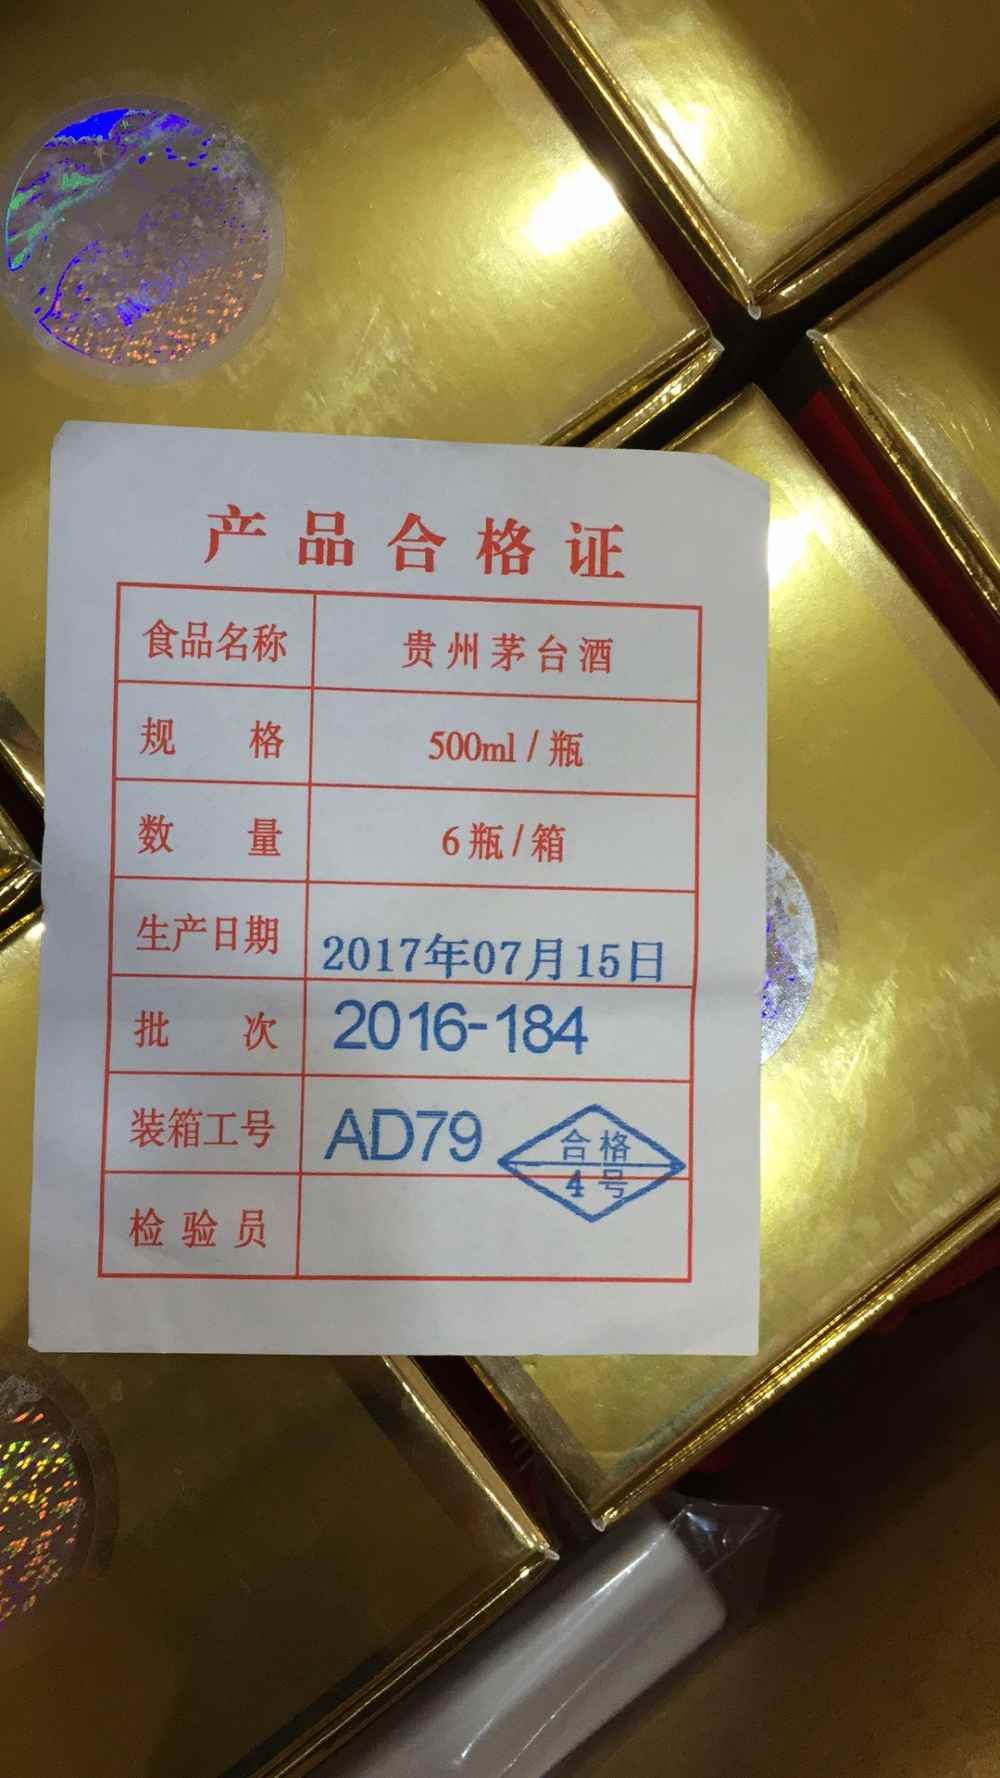 产品合格证
食品名称 贵州茅台酒
规格 500ml/瓶
数量 6瓶/箱
生产日期 2017年07月15日
批次 2016-184
装箱工号 AD79
合格
4号
检验员